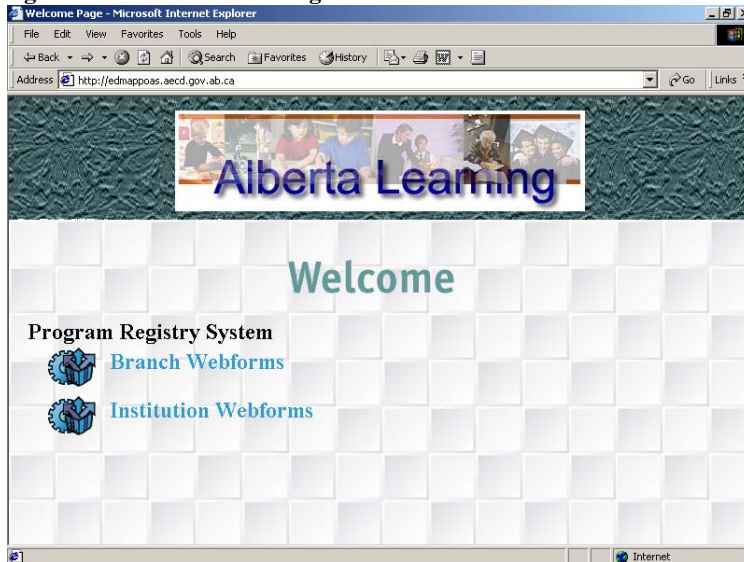 Welcome Page - Microsoft Internet Explorer
File Edit View Favorites Tools Help
Back Search Favorites History
Address http://edmappoas.aecd.gov.ab.ca Go Links
Alberta Learning
Welcome
Program Registry System
Branch Webforms
Institution Webforms
Internet